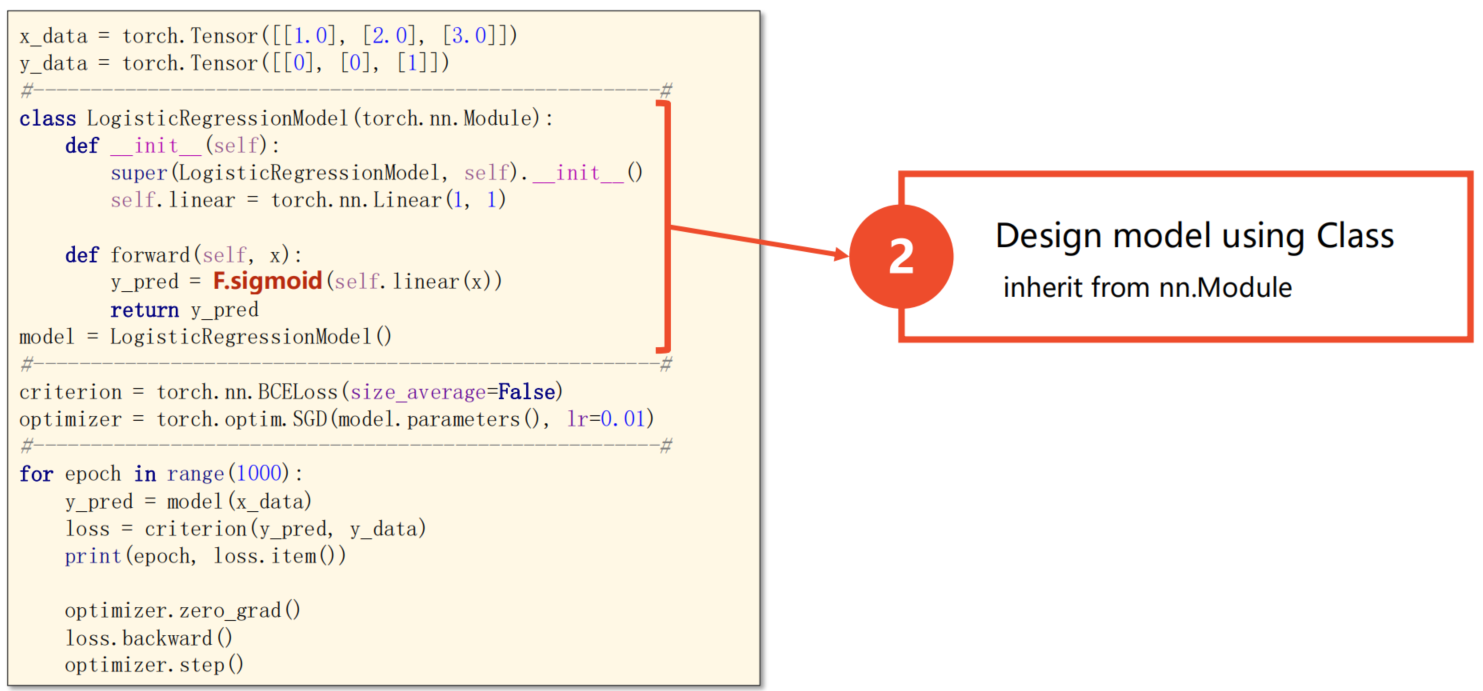 x_data = torch.Tensor([[1.0], [2.0], [3.0]])
y_data = torch.Tensor([[0], [0], [1]])
#-------------------------------------------------------#
class LogisticRegressionModel(torch.nn.Module):
    def __init__(self):
        super(LogisticRegressionModel, self).__init__()
        self.linear = torch.nn.Linear(1, 1)
    def forward(self, x):
        y_pred = F.sigmoid(self.linear(x))
        return y_pred
model = LogisticRegressionModel()
#-------------------------------------------------------#
criterion = torch.nn.BCELoss(size_average=False)
optimizer = torch.optim.SGD(model.parameters(), lr=0.01)
#-------------------------------------------------------#
for epoch in range(1000):
    y_pred = model(x_data)
    loss = criterion(y_pred, y_data)
    print(epoch, loss.item())
    optimizer.zero_grad()
    loss.backward()
    optimizer.step()
2
Design model using Class
inherit from nn.Module